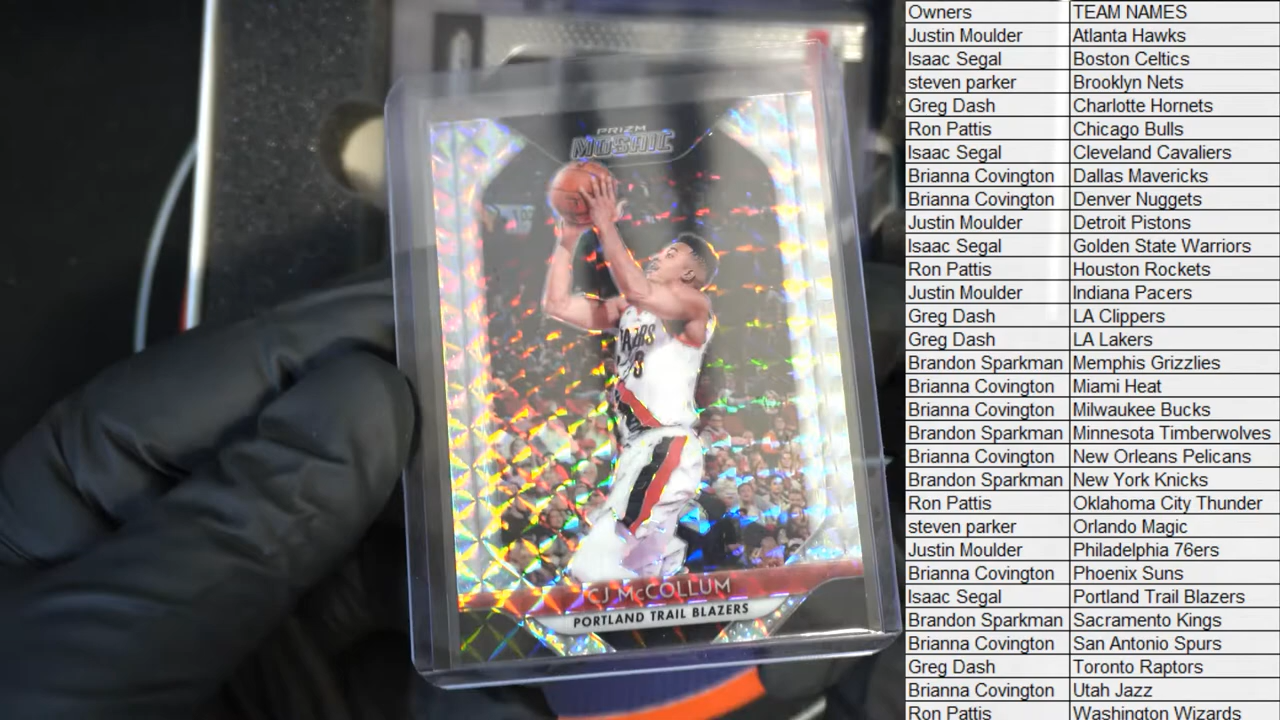 PRIZM
MOSAIC
CJ McCOLLUM
PORTLAND TRAIL BLAZERS
Owners TEAM NAMES
Justin Moulder Atlanta Hawks
Isaac Segal Boston Celtics
steven parker Brooklyn Nets
Greg Dash Charlotte Hornets
Ron Pattis Chicago Bulls
Isaac Segal Cleveland Cavaliers
Brianna Covington Dallas Mavericks
Brianna Covington Denver Nuggets
Justin Moulder Detroit Pistons
Isaac Segal Golden State Warriors
Ron Pattis Houston Rockets
Justin Moulder Indiana Pacers
Greg Dash LA Clippers
Greg Dash LA Lakers
Brandon Sparkman Memphis Grizzlies
Brianna Covington Miami Heat
Brianna Covington Milwaukee Bucks
Brandon Sparkman Minnesota Timberwolves
Brianna Covington New Orleans Pelicans
Brandon Sparkman New York Knicks
Ron Pattis Oklahoma City Thunder
steven parker Orlando Magic
Justin Moulder Philadelphia 76ers
Brianna Covington Phoenix Suns
Isaac Segal Portland Trail Blazers
Brandon Sparkman Sacramento Kings
Brianna Covington San Antonio Spurs
Greg Dash Toronto Raptors
Brianna Covington Utah Jazz
Ron Pattis Washington Wizards